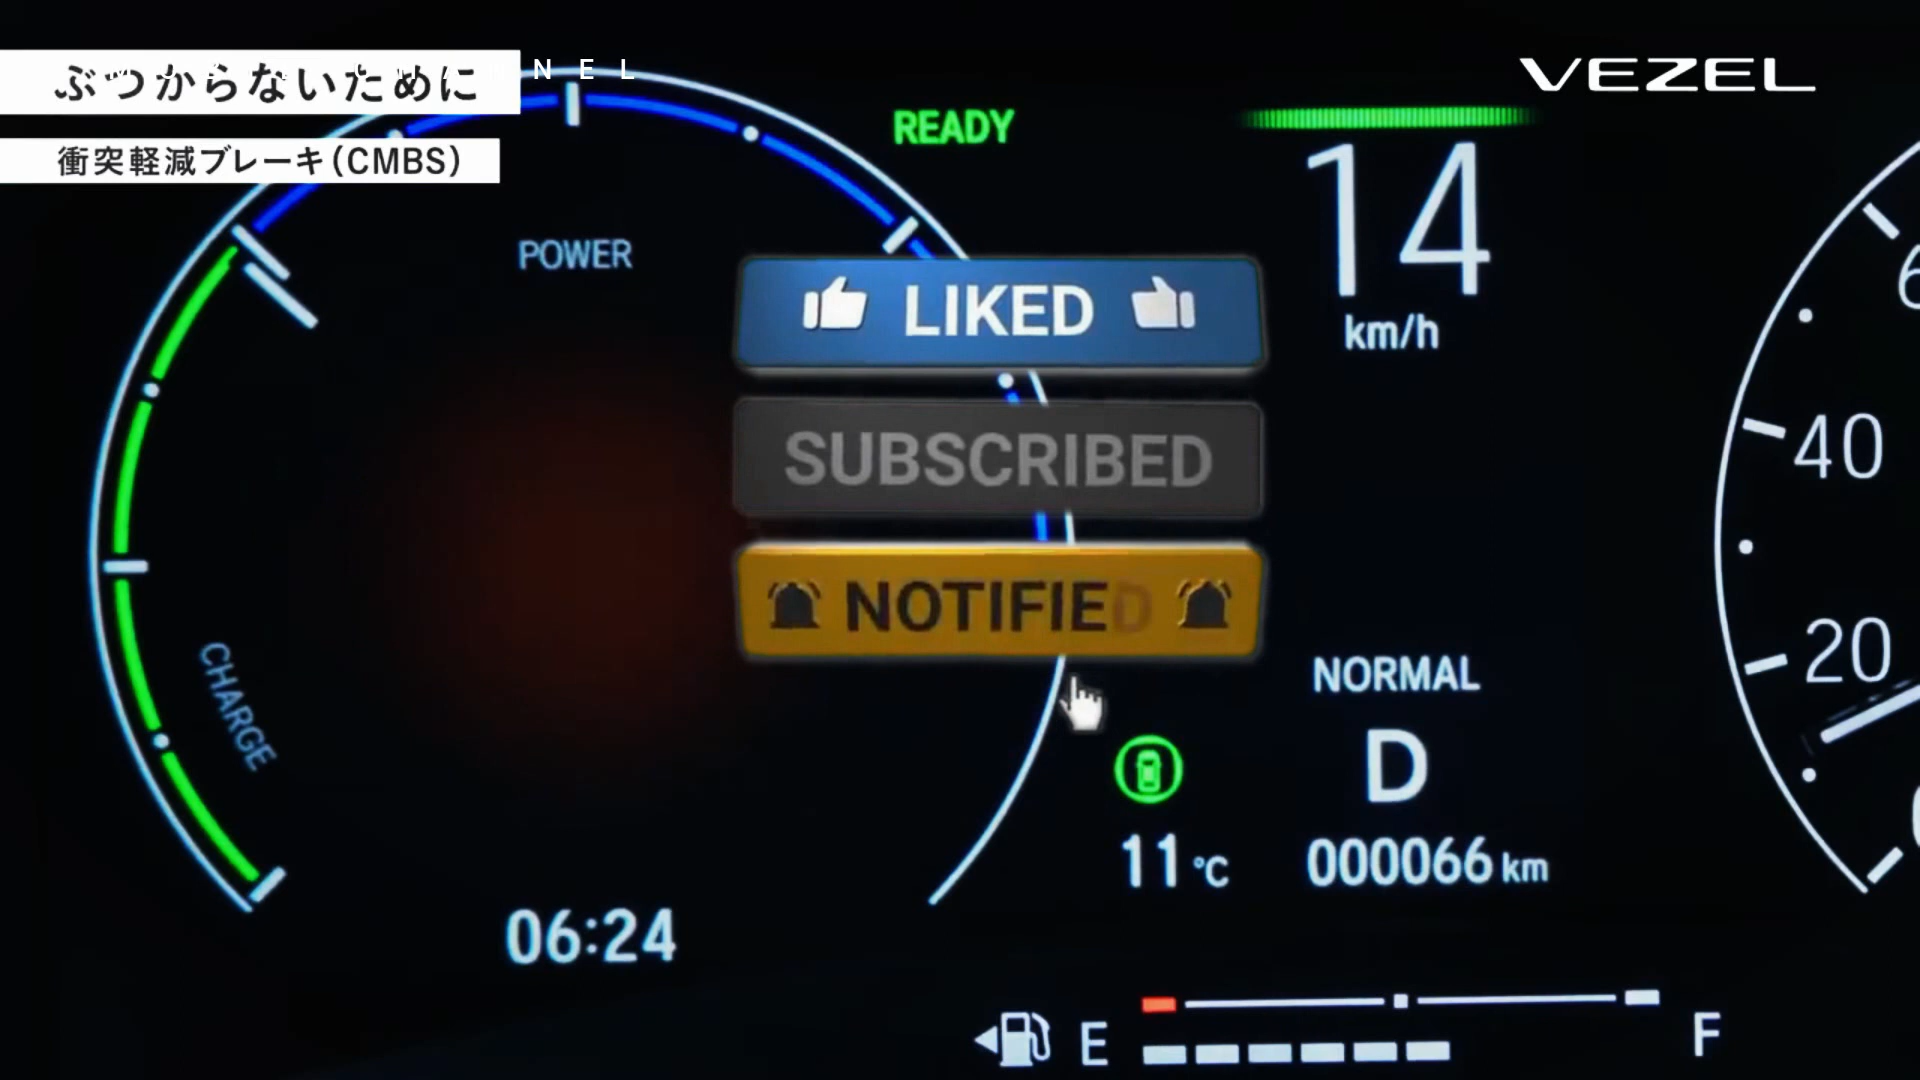 ぶつからないために
VEZEL
衝突軽減ブレーキ(CMBS)
READY
14
km/h
POWER
LIKED
SUBSCRIBED
NOTIFIED
40
20
CHARGE
NORMAL
D
11 °C
000066 km
06:24
E
F